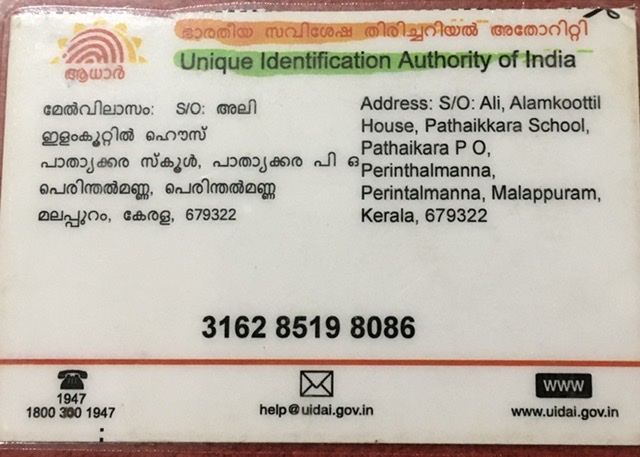 ഭാരതീയ സവിശേഷ തിരിച്ചറിയൽ അതോറിറ്റി
Unique Identification Authority of India
ആധാർ
മേൽവിലാസം: S/O: അലി
ഇളംകൂറ്റിൽ ഹൌസ്
പാതായ്ക്കര സ്കൂൾ, പാതായ്ക്കര പി ഒ
പെരിന്തൽമണ്ണ, പെരിന്തൽമണ്ണ
മലപ്പുറം, കേരള, 679322
Address: S/O: Ali, Alamkoottil
House, Pathaikkara School,
Pathaikara P O,
Perinthalmanna,
Perintalmanna, Malappuram,
Kerala, 679322
3162 8519 8086
1947
1800 300 1947
help@uidai.gov.in
www
www.uidai.gov.in